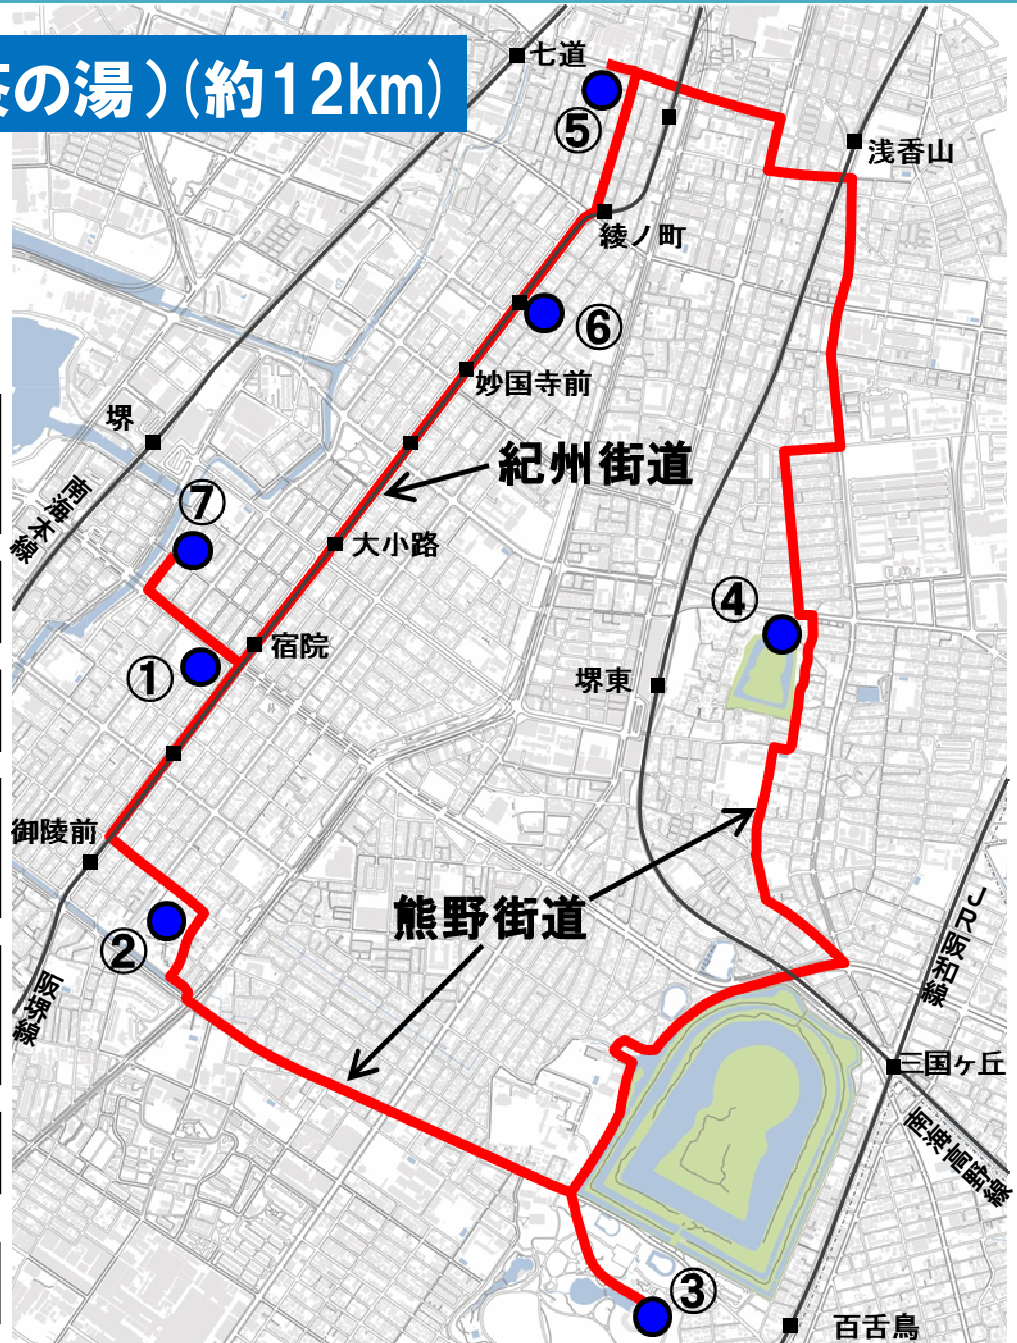 の湯)(約12km)
七道
⑤
浅香山
綾ノ町
⑥
妙国寺前
堺
紀州街道
南海本線
⑦
大小路
④
宿院
①
堺東
御陵前
熊野街道
JR阪和線
②
阪堺線
三国ヶ丘
南海高野線
③
百舌鳥